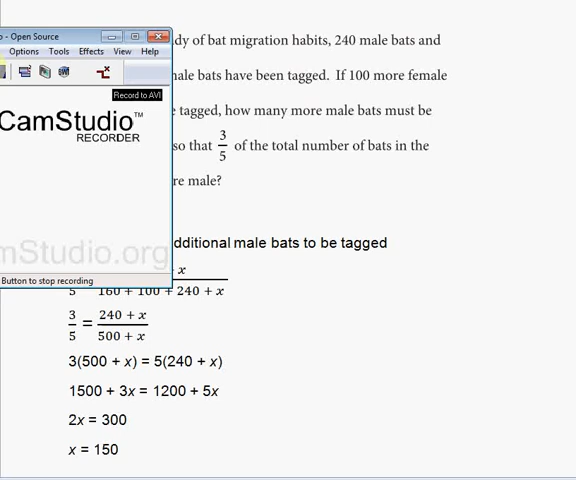 - Open Source
dy of bat migration habits, 240 male bats and
Options Tools Effects View Help
ale bats have been tagged. If 100 more female
Record to AVI
tagged, how many more male bats must be
CamStudio™
RECORDER
so that 3/5 of the total number of bats in the
re male?
mStudio.org
dditional male bats to be tagged
Button to stop recording
x
5 160 + 100 + 240 + x
3/5 = 240 + x / 500 + x
3(500 + x) = 5(240 + x)
1500 + 3x = 1200 + 5x
2x = 300
x = 150